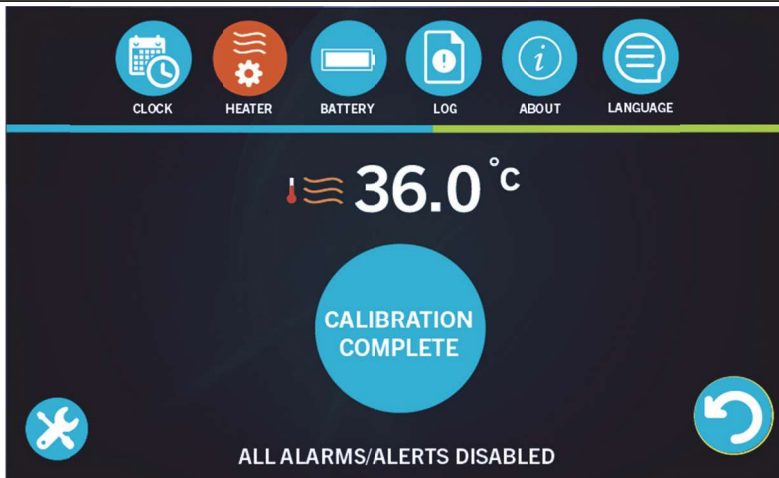 CLOCK
HEATER
BATTERY
LOG
ABOUT
LANGUAGE
36.0 °C
CALIBRATION
COMPLETE
ALL ALARMS/ALERTS DISABLED